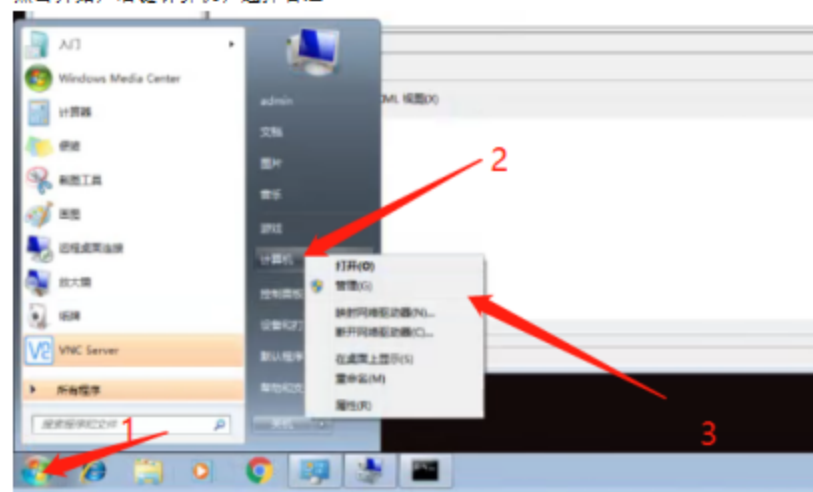 入门
Windows Media Center
admin
ML 视图(X)
计算器
文档
便笺
图片
2
截图工具
音乐
画图
游戏
远程桌面连接
计算机
打开(O)
放大镜
控制面板
管理(G)
映射网络驱动器(N)...
纸牌
设备和打
断开网络驱动器(C)...
VNC Server
默认程序
在桌面上显示(S)
重命名(M)
所有程序
帮助和支
属性(R)
搜索程序和文件
1
关机
3